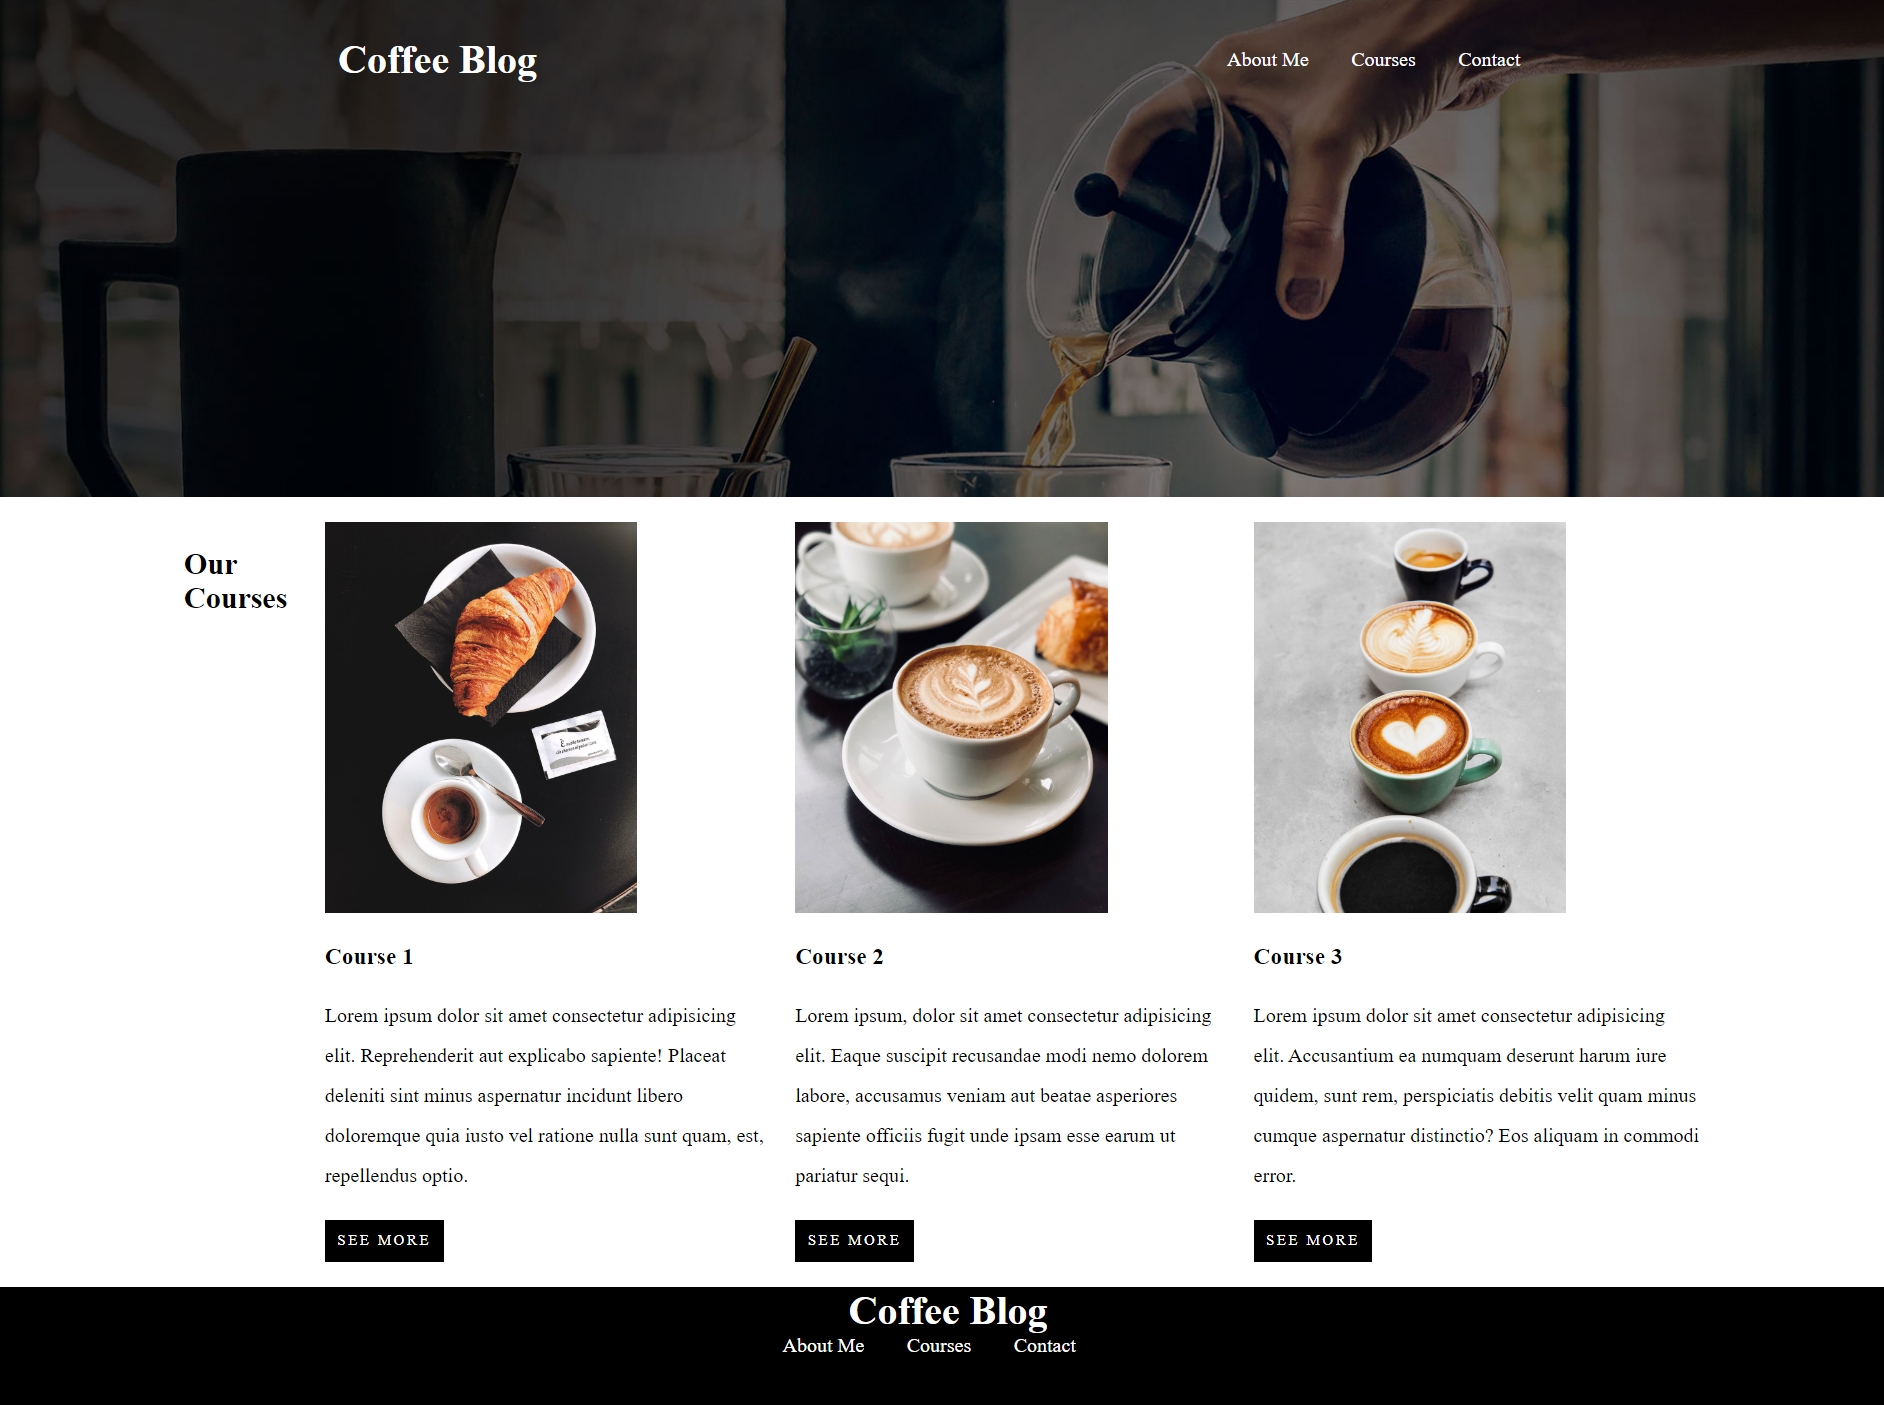 Coffee Blog
About Me Courses Contact
Our
Courses
Course 1
Lorem ipsum dolor sit amet consectetur adipisicing
elit. Reprehenderit aut explicabo sapiente! Placeat
deleniti sint minus aspernatur incidunt libero
doloremque quia iusto vel ratione nulla sunt quam, est,
repellendus optio.
SEE MORE
Course 2
Lorem ipsum, dolor sit amet consectetur adipisicing
elit. Eaque suscipit recusandae modi nemo dolorem
labore, accusamus veniam aut beatae asperiores
sapiente officiis fugit unde ipsam esse earum ut
pariatur sequi.
SEE MORE
Course 3
Lorem ipsum dolor sit amet consectetur adipisicing
elit. Accusantium ea numquam deserunt harum iure
quidem, sunt rem, perspiciatis debitis velit quam minus
cumque aspernatur distinctio? Eos aliquam in commodi
error.
SEE MORE
Coffee Blog
About Me Courses Contact